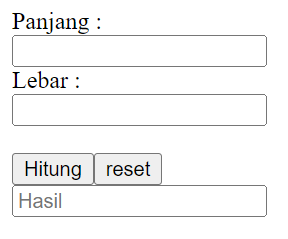 Panjang :
Lebar :
Hitung reset
Hasil